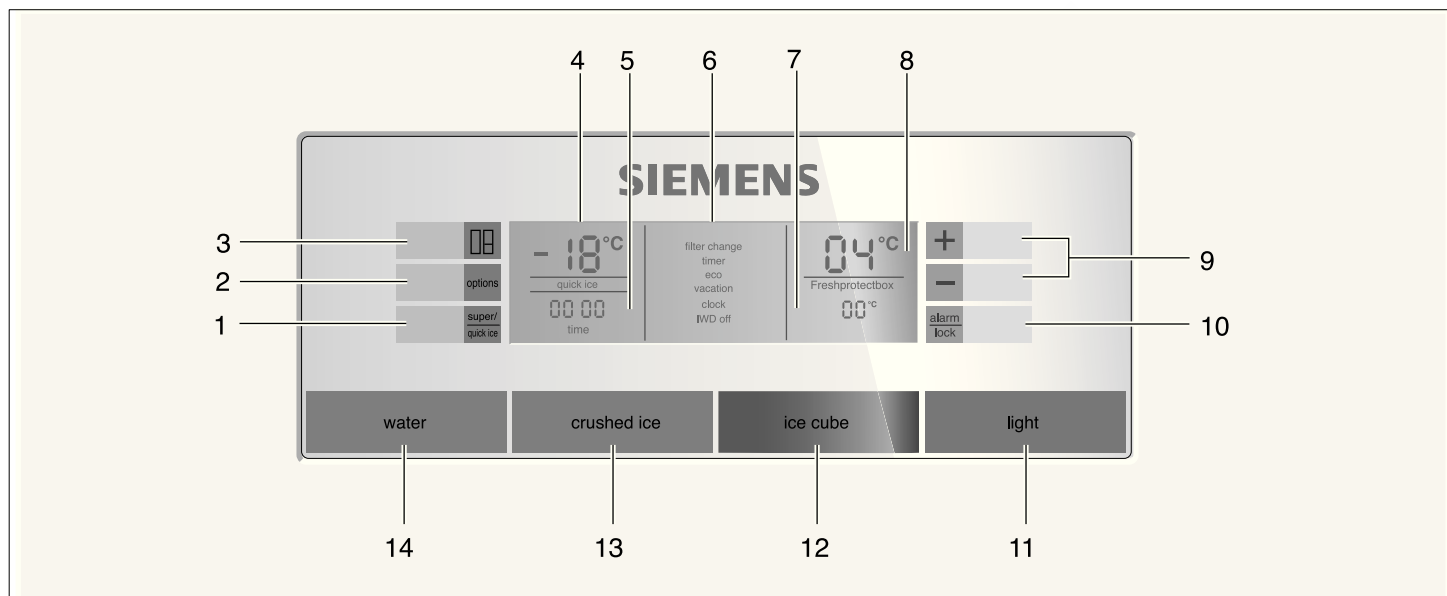 4 5 6 7 8
SIEMENS
3
-18°C
filter change
04°C
+
timer
2
options
eco
–
9
quick ice
vacation
Freshprotectbox
1
super/
quick ice
00 00
clock
00°C
alarm
lock
10
time
IWD off
water
crushed ice
ice cube
light
14 13 12 11